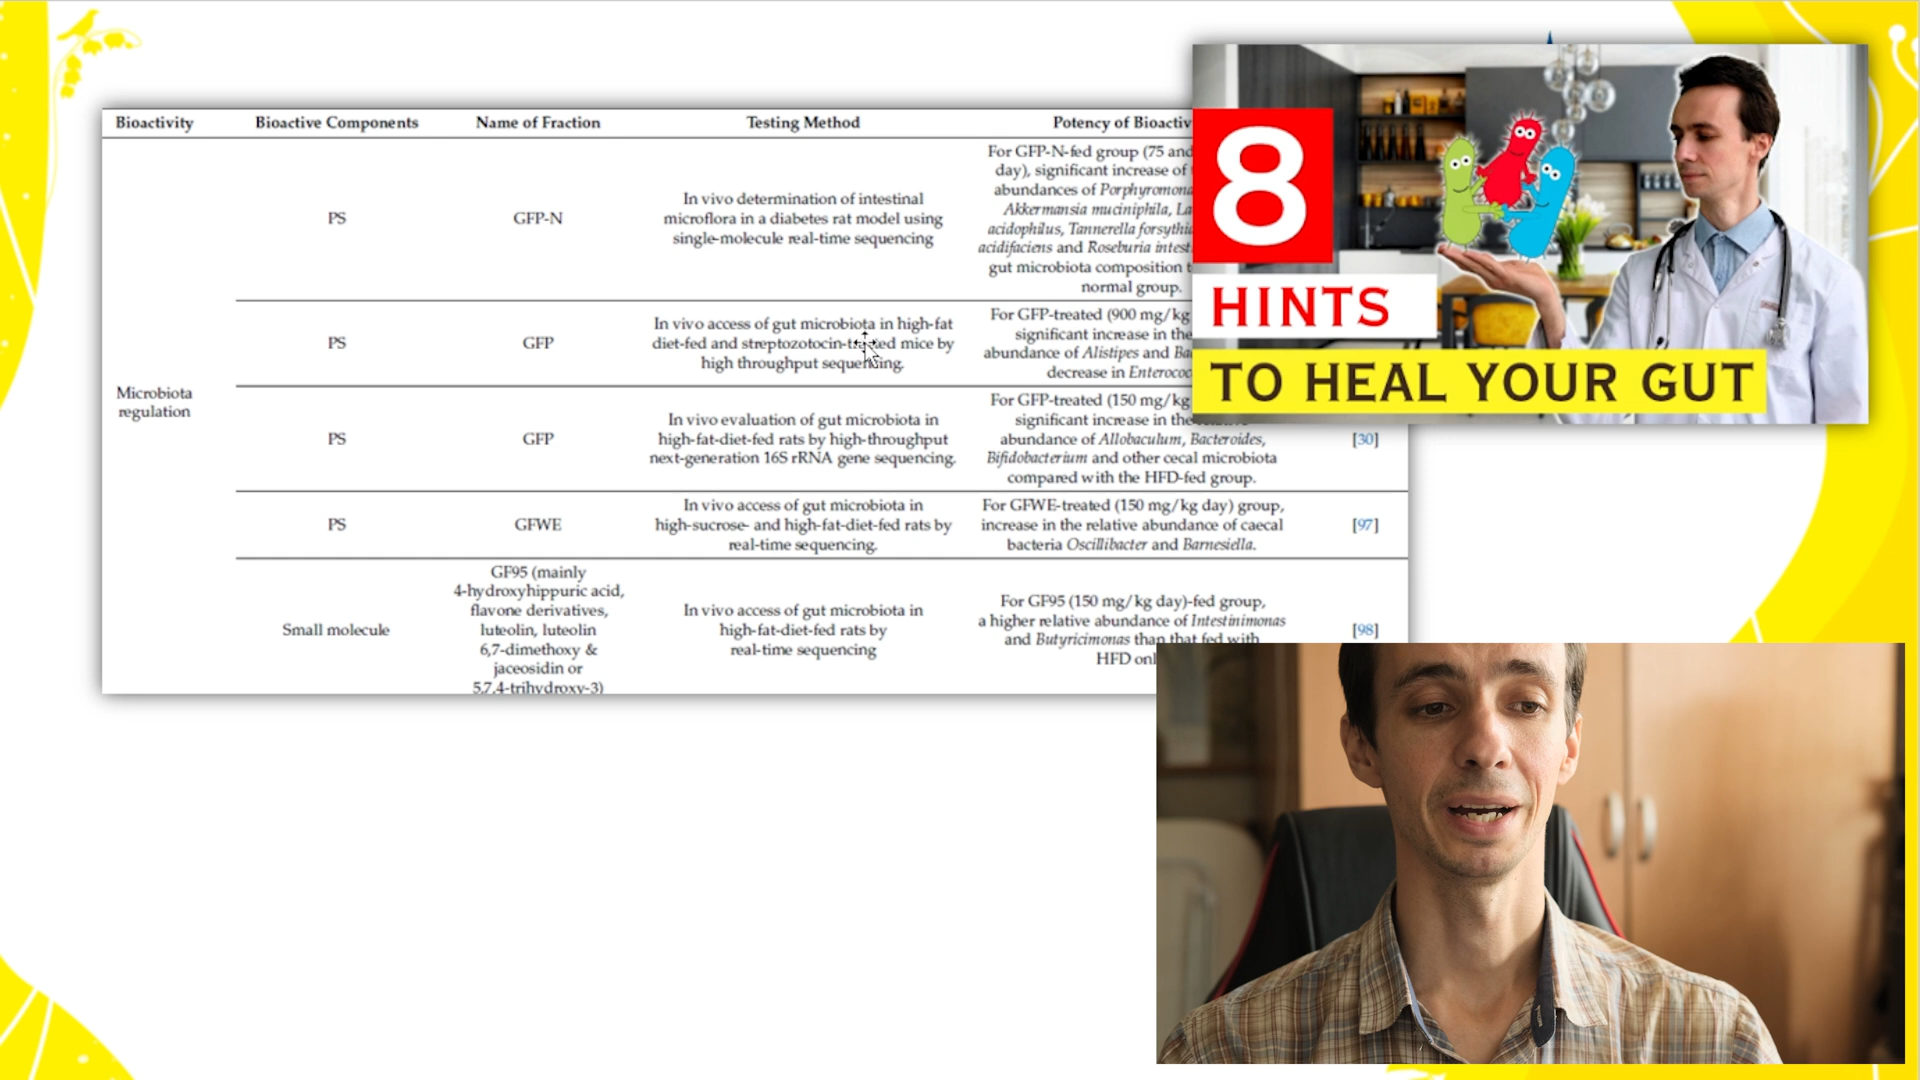 Bioactivity Bioactive Components Name of Fraction Testing Method Potency of
PS GFP-N
In vivo determination of intestinal
microflora in a diabetes rat model using
single-molecule real-time sequencing
For GFP-N-fed group (75 and
day), significant increase of
abundances of
Akkermansia muciniphila,
acidophilus, Tannerella
acidifaciens and Roseburia
gut microbiota composition
normal group.
PS GFP
In vivo access of gut microbiota in high-fat
diet-fed and mice by
high throughput sequencing.
For GFP-treated (900 mg/kg
significant increase in the
abundance of Alistipes and
decrease in
Microbiota
regulation
PS GFP
In vivo evaluation of gut microbiota in
high-fat-diet-fed rats by high-throughput
next-generation 16S rRNA gene sequencing.
For GFP-treated (150 mg/kg
significant increase in the
abundance of Allobaculum, Bacteroides,
Bifidobacterium and other cecal microbiota
compared with the HFD-fed group.
[30]
PS GFWE
In vivo access of gut microbiota in
high-sucrose- and high-fat-diet-fed rats by
real-time sequencing.
For GFWE-treated (150 mg/kg day) group,
increase in the relative abundance of caecal
bacteria Oscillibacter and Barnesiella.
[97]
Small molecule
GF95 (mainly
4-hydroxyhippuric acid,
flavone derivatives,
luteolin, luteolin
6,7-dimethoxy &
jaceosidin or
5,7,4-trihydroxy-3)
In vivo access of gut microbiota in
high-fat-diet-fed rats by
real-time sequencing
For GF95 (150 mg/kg day)-fed group,
a higher relative abundance of Intestinimonas
and Butyricimonas than that fed with
HFD
[98]
8
HINTS
TO HEAL YOUR GUT